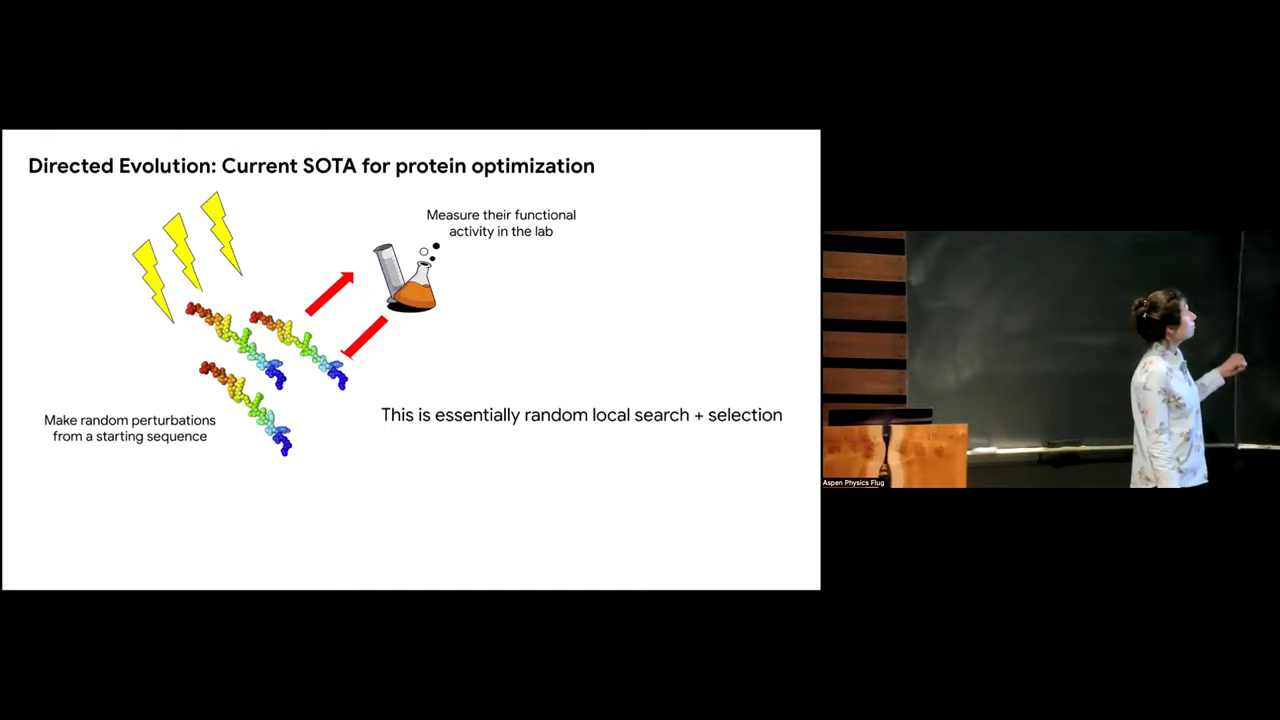 Directed Evolution: Current SOTA for protein optimization
Measure their functional
activity in the lab
This is essentially random local search + selection
Make random perturbations
from a starting sequence
Aspen Physics Flug